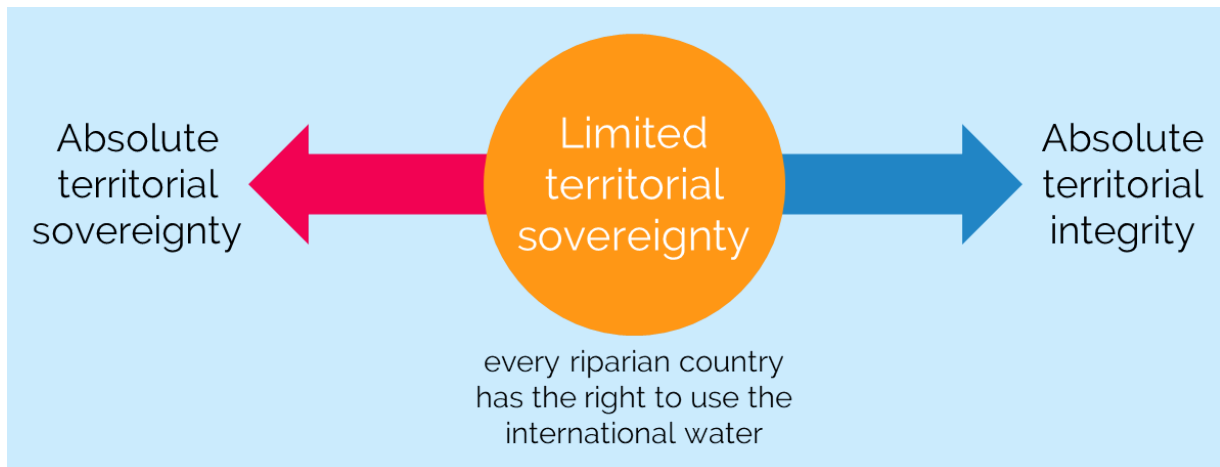 Absolute
territorial
sovereignty
Limited
territorial
sovereignty
Absolute
territorial
integrity
every riparian country
has the right to use the
international water